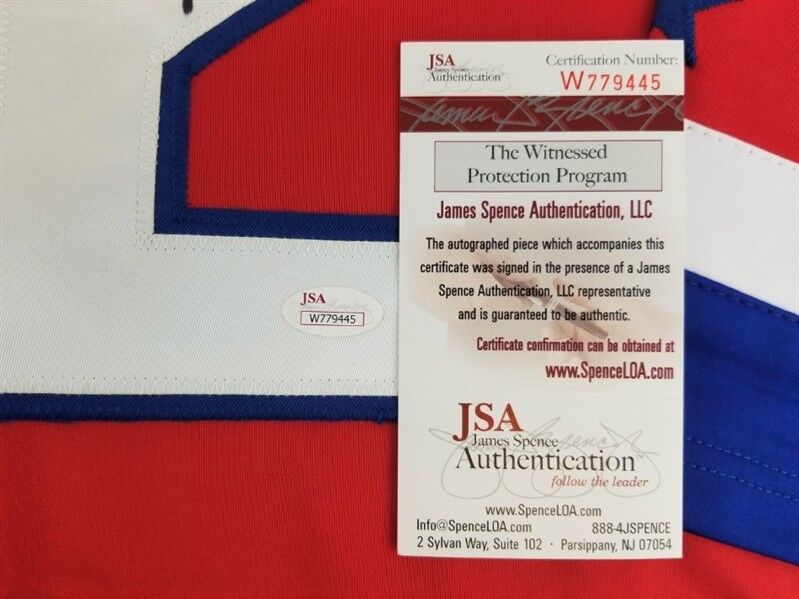 JSA
James Spence
Authentication
Certification Number:
W779445
The Witnessed
Protection Program
James Spence Authentication, LLC
The autographed piece which accompanies this
certificate was signed in the presence of a James
Spence Authentication, LLC representative
and is guaranteed to be authentic.
Certificate confirmation can be obtained at
www.SpenceLOA.com
JSA
James Spence
Authentication
follow the leader
www.SpenceLOA.com
Info@SpenceLOA.com 888-4JSPENCE
2 Sylvan Way, Suite 102 · Parsippany, NJ 07054
JSA
W779445